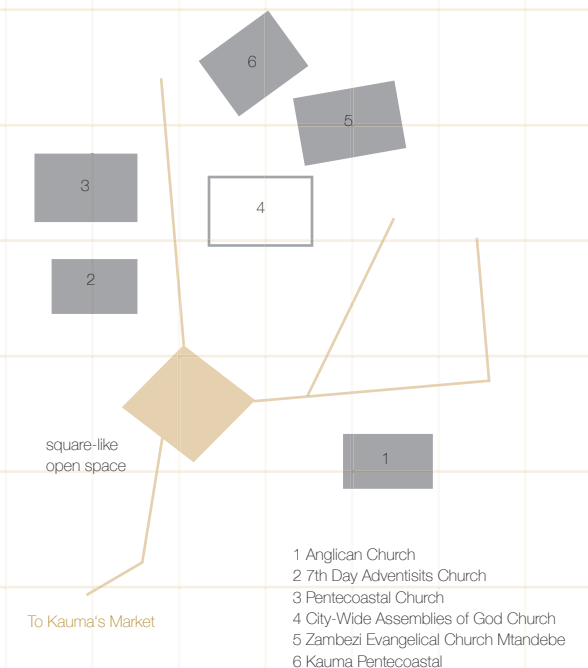 6
5
3
4
2
square-like
open space
1
1 Anglican Church
2 7th Day Adventisits Church
3 Pentecoastal Church
4 City-Wide Assemblies of God Church
5 Zambezi Evangelical Church Mtandebe
6 Kauma Pentecoastal
To Kauma's Market